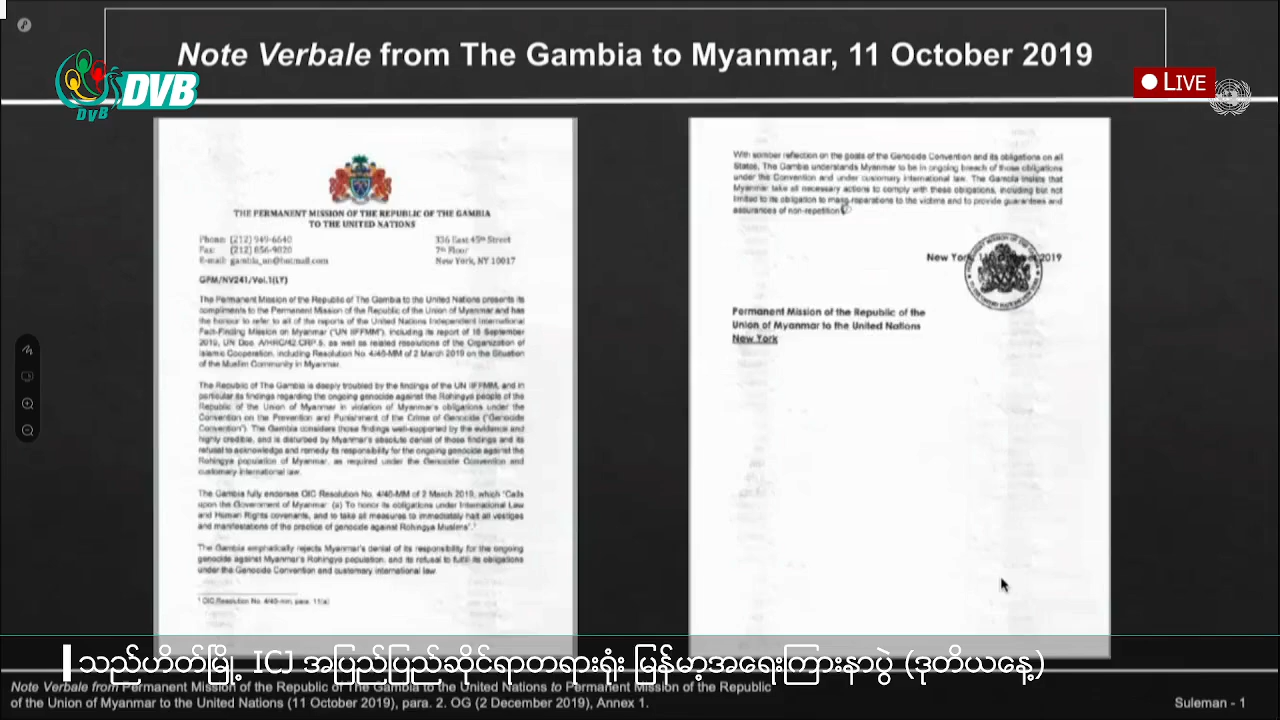 Note Verbale from The Gambia to Myanmar, 11 October 2019
DVB
DVB
LIVE
THE PERMANENT MISSION OF THE REPUBLIC OF THE GAMBIA
TO THE UNITED NATIONS
Phone: (212) 949-6640
Fax: (212) 856-9820
E-mail: gambia_un@hotmail.com
336 East 45th Street
7th Floor
New York, NY 10017
GPM/NV241/Vol.1(LY)
The Permanent Mission of the Republic of The Gambia to the United Nations presents its
compliments to the Permanent Mission of the Republic of the Union of Myanmar and has
the honour to refer to all of the reports of the United Nations Independent International
Fact-Finding Mission on Myanmar ("UN IIFFMM"), including its report of 16 September
2019, UN Doc. A/HRC/42/CRP.5, as well as related resolutions of the Organization of
Islamic Cooperation, including Resolution No. 4/46-MM of 2 March 2019 on the Situation
of the Muslim Community in Myanmar.
The Republic of The Gambia is deeply troubled by the findings of the UN IIFFMM, and in
particular its findings regarding the ongoing genocide against the Rohingya people of the
Republic of the Union of Myanmar in violation of Myanmar's obligations under the
Convention on the Prevention and Punishment of the Crime of Genocide ("Genocide
Convention"). The Gambia considers those findings well-supported by the evidence and
highly credible, and is disturbed by Myanmar's absolute denial of those findings and its
refusal to acknowledge and remedy its responsibility for the ongoing genocide against the
Rohingya population of Myanmar, as required under the Genocide Convention and
customary international law.
The Gambia fully endorses OIC Resolution No. 4/46-MM of 2 March 2019, which "Calls
upon the Government of Myanmar (a) To honor its obligations under International Law
and Human Rights covenants, and to take all measures to immediately halt all vestiges
and manifestations of the practice of genocide against Rohingya Muslims".¹
The Gambia emphatically rejects Myanmar's denial of its responsibility for the ongoing
genocide against Myanmar's Rohingya population, and its refusal to fulfill its obligations
under the Genocide Convention and customary international law.
¹ OIC Resolution No. 4/46-mm, para. 11(a)
With somber reflection on the goals of the Genocide Convention and its obligations on all
States, The Gambia understands Myanmar to be in ongoing breach of those obligations
under the Convention and under customary international law. The Gambia insists that
Myanmar take all necessary actions to comply with these obligations, including but not
limited to its obligation to make reparations to the victims and to provide guarantees and
assurances of non-repetition
New York, 2019
Permanent Mission of the Republic of the
Union of Myanmar to the United Nations
New York
သည်ဟိတ်မြို့ ICJ အပြည်ပြည်ဆိုင်ရာတရားရုံး မြန်မာ့အရေးကြားနာပွဲ (ဒုတိယနေ့)
Note Verbale from Permanent Mission of the Republic of The Gambia to the United Nations to Permanent Mission of the Republic
of the Union of Myanmar to the United Nations (11 October 2019), para. 2. OG (2 December 2019), Annex 1.
Suleman - 1